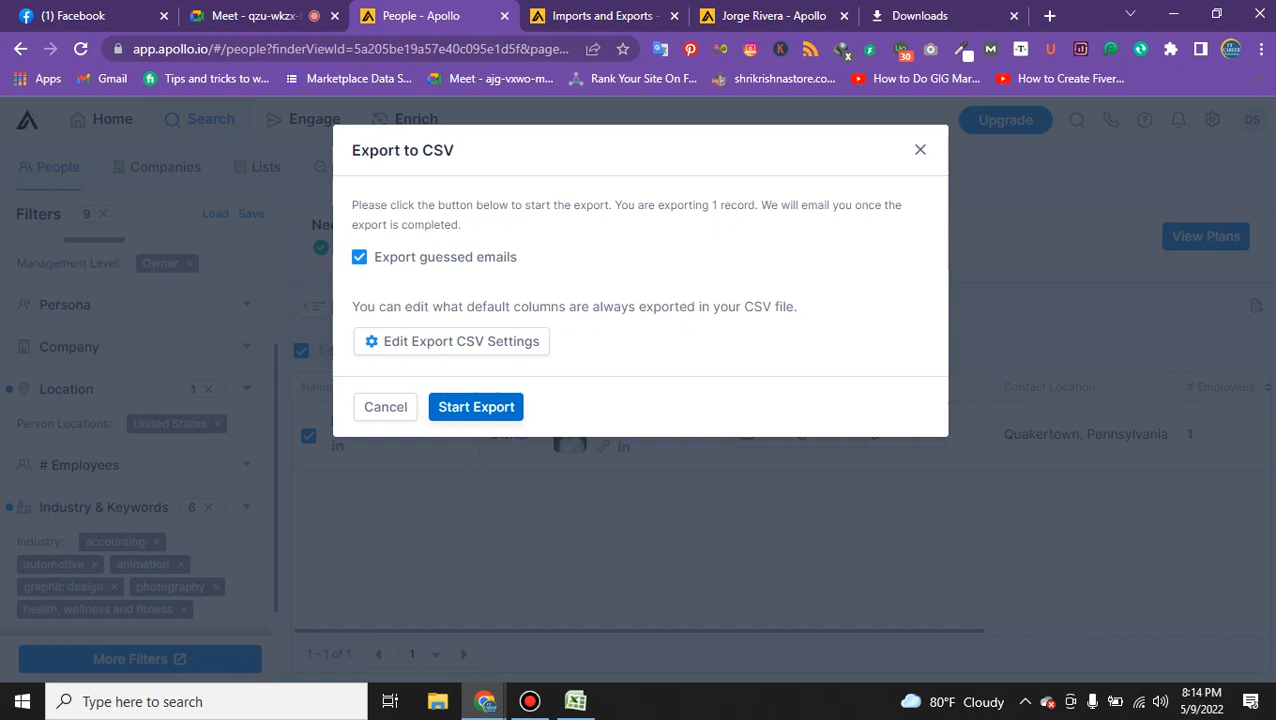 (1) Facebook
Meet - qzu-wkzx-
People - Apollo
Imports and Exports -
Jorge Rivera - Apollo
Downloads
app.apollo.io/#/people?finderViewId=5a205be19a57e40c095e1d5f&page...
30
Apps
Gmail
Tips and tricks to w...
Marketplace Data S...
Meet - ajg-vxwo-m...
Rank Your Site On F...
shrikrishnastore.co...
How to Do GIG Mar...
How to Create Fiver...
Home
Search
Engage
Enrich
Upgrade
DS
People
Companies
Lists
Export to CSV
Please click the button below to start the export. You are exporting 1 record. We will email you once the
export is completed.
Export guessed emails
You can edit what default columns are always exported in your CSV file.
Edit Export CSV Settings
Cancel
Start Export
Filters
9
Load
Save
View Plans
Management Level:
Owner
Persona
Company
Location
1
Person Locations:
United States
# Employees
Industry & Keywords
6
Industry:
accounting
automotive
animation
graphic design
photography
health, wellness and fitness
More Filters
Name
Contact Location
# Employees
Quakertown, Pennsylvania
1
1 - 1 of 1
1
Type here to search
80°F Cloudy
6:14 PM
5/9/2022